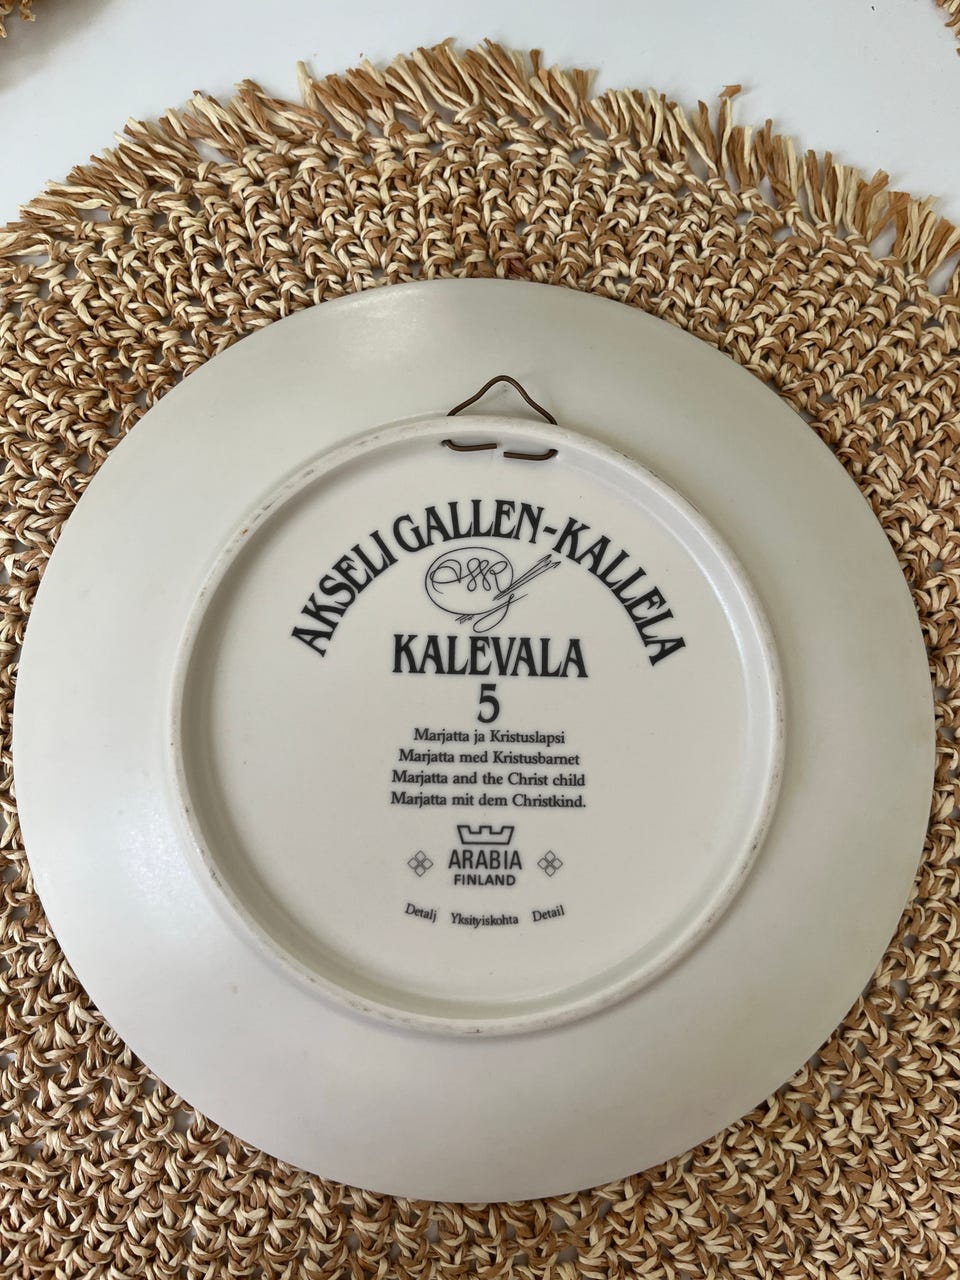 AKSELI GALLEN-KALLELA
KALEVALA
5
Marjatta ja Kristuslapsi
Marjatta med Kristusbarnet
Marjatta and the Christ child
Marjatta mit dem Christkind.
ARABIA
FINLAND
Detalj Yksityiskohta Detail